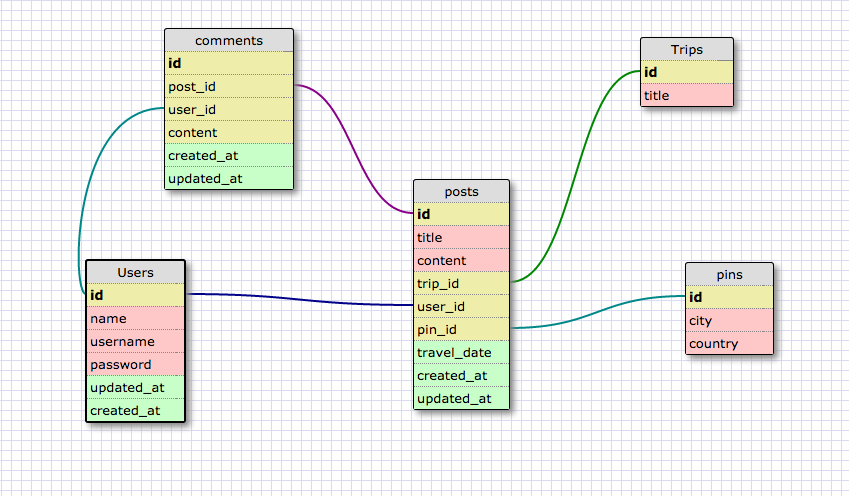 comments
id
post_id
user_id
content
created_at
updated_at
Trips
id
title
posts
id
title
content
trip_id
user_id
pin_id
travel_date
created_at
updated_at
Users
id
name
username
password
updated_at
created_at
pins
id
city
country